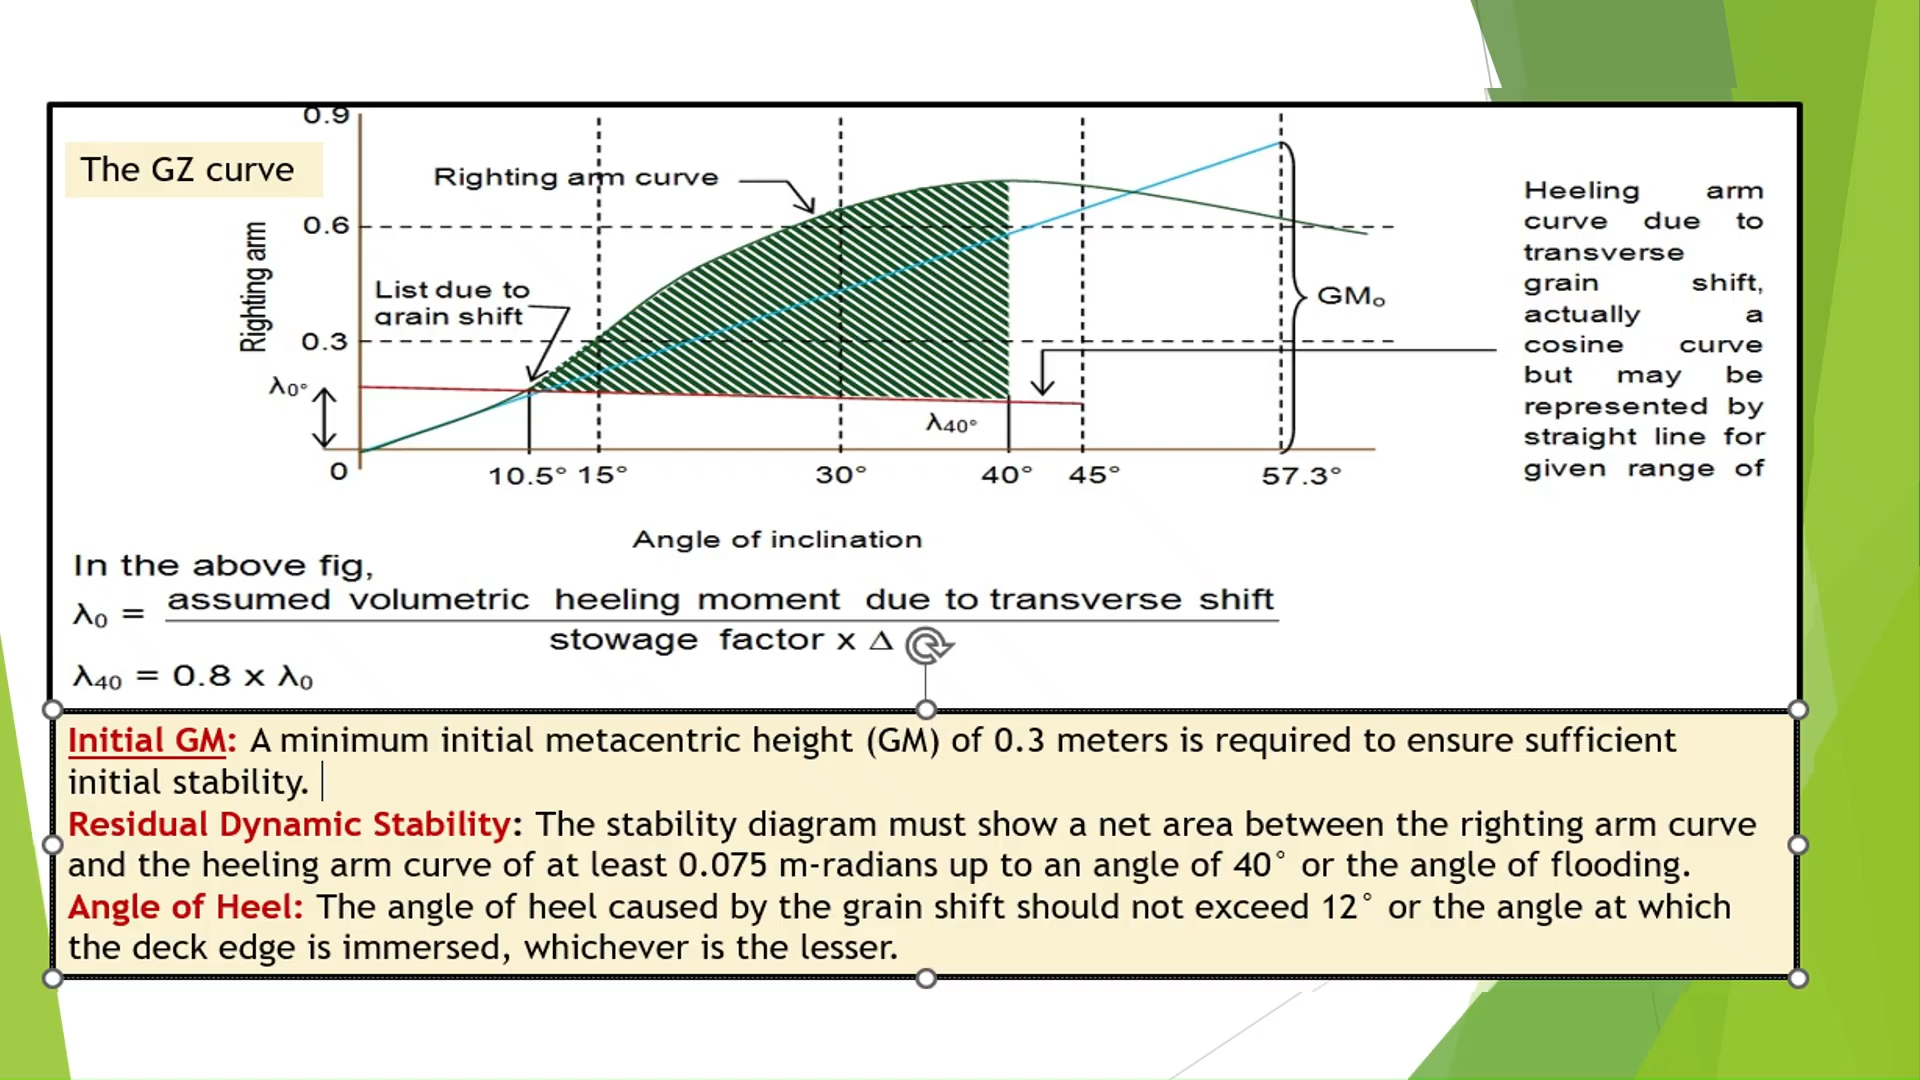 The GZ curve
0.9
Righting arm curve
0.6
Righting arm
List due to
grain shift
0.3
λ0°
λ40°
GM₀
0
10.5° 15° 30° 40° 45° 57.3°
Angle of inclination
Heeling arm
curve due to
transverse
grain shift,
actually a
cosine curve
but may be
represented by
straight line for
given range of
In the above fig,
λ₀ = assumed volumetric heeling moment due to transverse shift
stowage factor x Δ
λ₄₀ = 0.8 x λ₀
Initial GM: A minimum initial metacentric height (GM) of 0.3 meters is required to ensure sufficient
initial stability.
Residual Dynamic Stability: The stability diagram must show a net area between the righting arm curve
and the heeling arm curve of at least 0.075 m-radians up to an angle of 40° or the angle of flooding.
Angle of Heel: The angle of heel caused by the grain shift should not exceed 12° or the angle at which
the deck edge is immersed, whichever is the lesser.